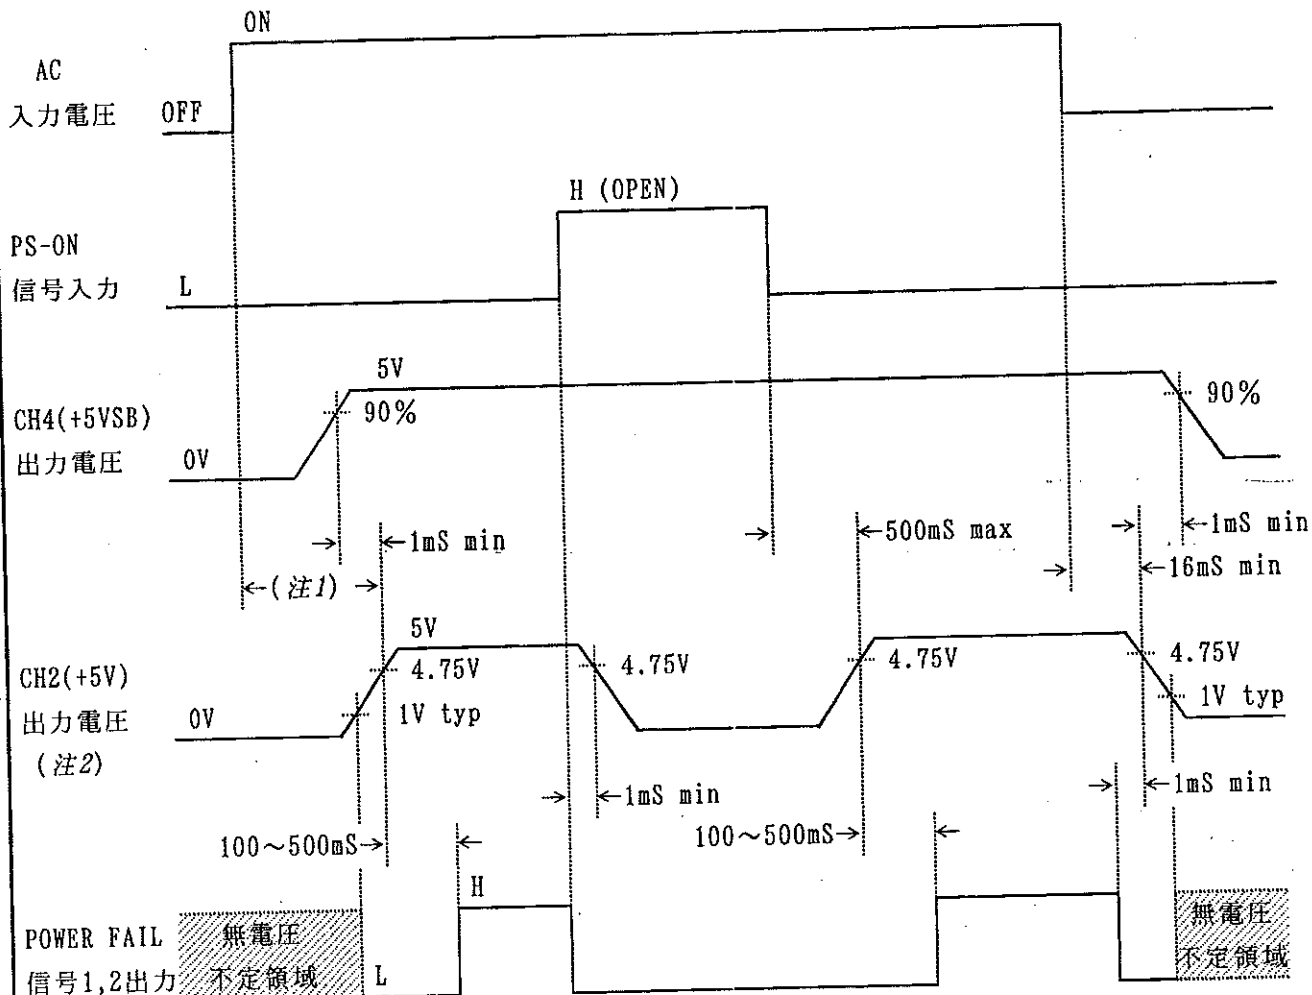 ON
AC
入力電圧
OFF
H (OPEN)
PS-ON
信号入力
L
5V
90%
90%
CH4(+5VSB)
出力電圧
0V
→ ←1mS min
→ ←500mS max
→ ←1mS min
←(注1)→
→ ←16mS min
5V
4.75V
4.75V
4.75V
4.75V
CH2(+5V)
出力電圧
(注2)
0V
1V typ
1V typ
→ ←1mS min
→ ←1mS min
100～500mS→ ←
100～500mS→ ←
H
POWER FAIL
信号1,2出力
無電圧
不定領域
L
無電圧
不定領域